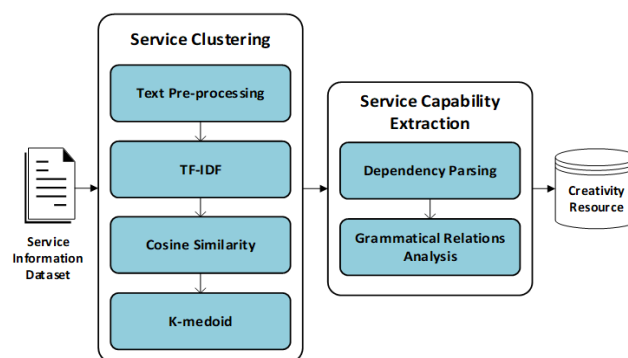 Service Clustering
Text Pre-processing
TF-IDF
Cosine Similarity
K-medoid
Service
Information
Dataset
Service Capability
Extraction
Dependency Parsing
Grammatical Relations
Analysis
Creativity
Resource